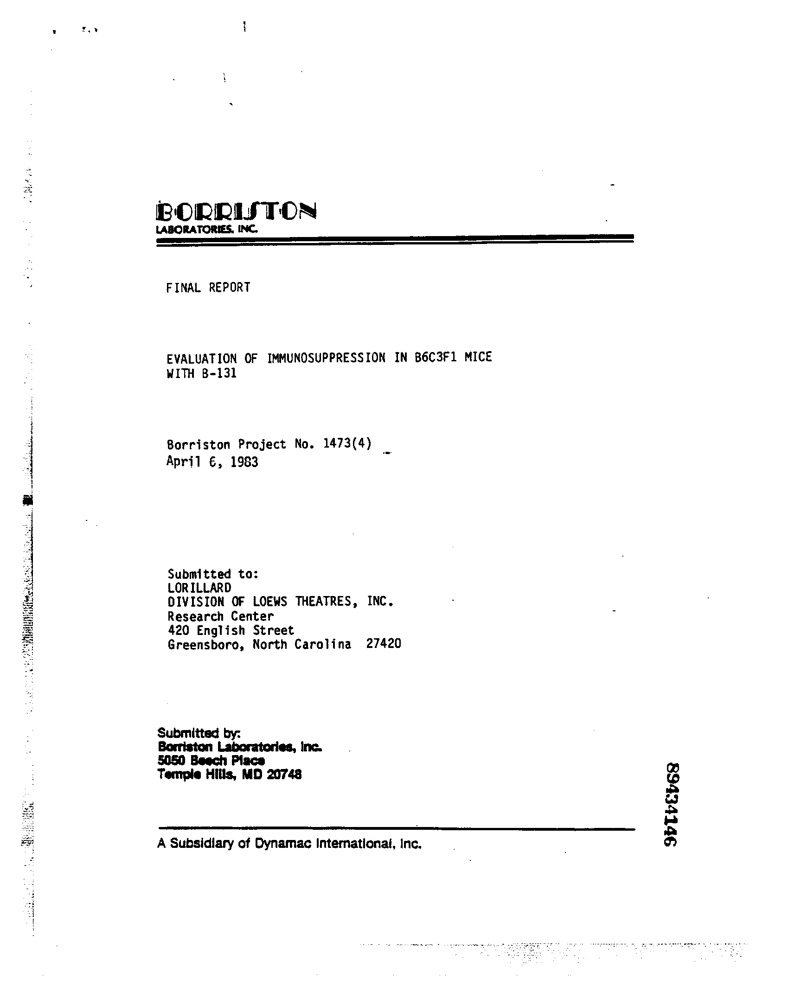 BORRISTON
LABORATORIES, INC.
FINAL REPORT
EVALUATION OF IMMUNOSUPPRESSION IN B6C3F1 MICE
WITH B-131
Borriston Project No. 1473(4)
April 6, 1983
Submitted to:
LORILLARD
DIVISION OF LOEWS THEATRES, INC.
Research Center
420 English Street
Greensboro, North Carolina 27420
Submitted by:
Borriston Laboratories, Inc.
5050 Beech Place
Temple Hills, MD 20748
A Subsidiary of Dynamac International, Inc.
89434146